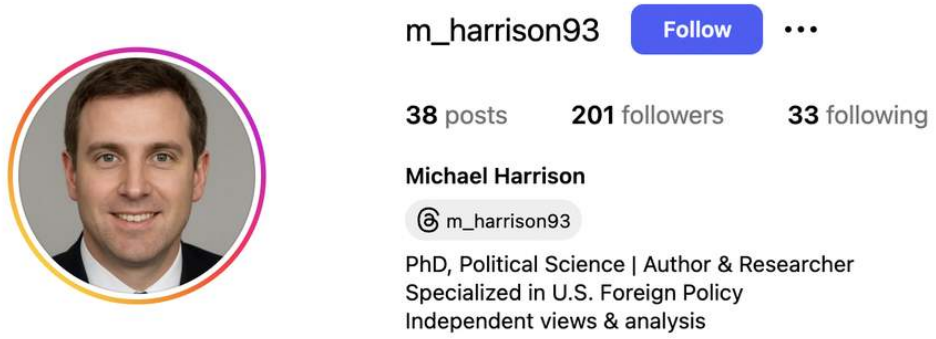 m_harrison93 Follow
38 posts 201 followers 33 following
Michael Harrison
m_harrison93
PhD, Political Science | Author & Researcher
Specialized in U.S. Foreign Policy
Independent views & analysis